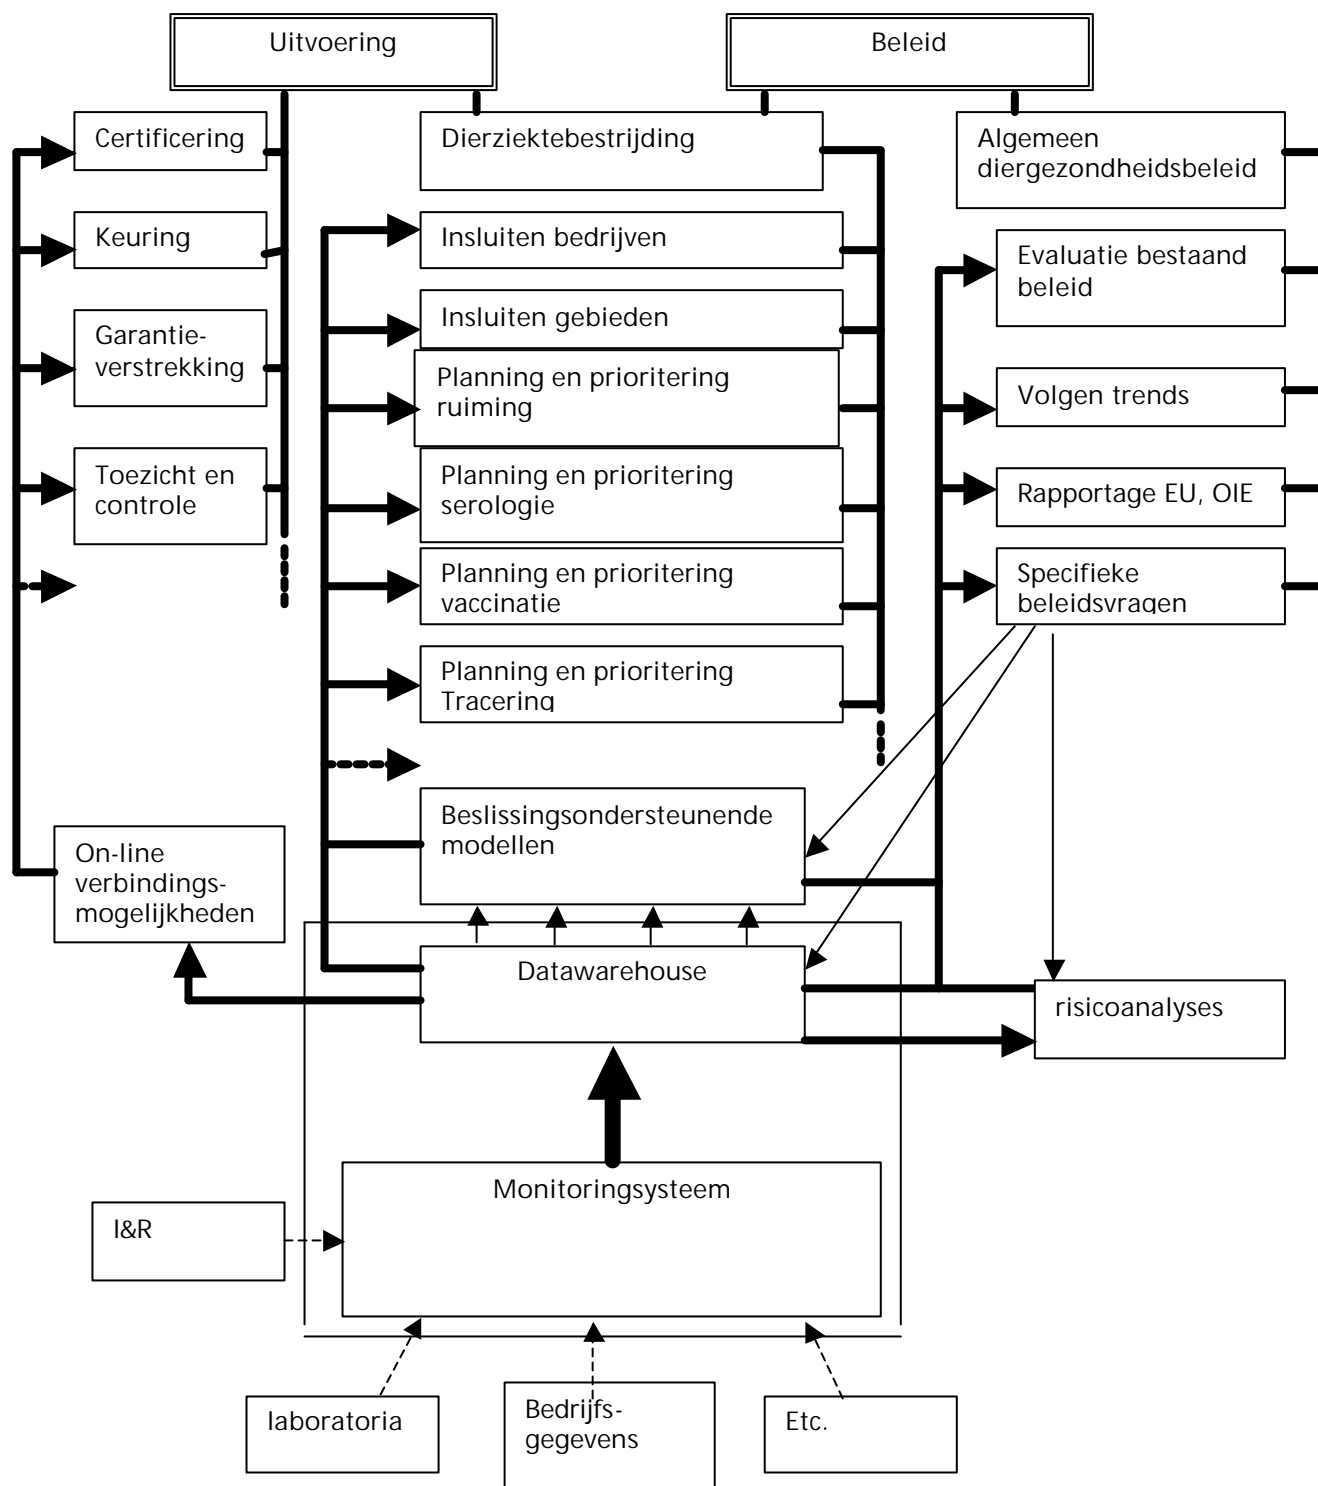 Uitvoering
Beleid
Certificering
Dierziektebestrijding
Algemeen
diergezondheidsbeleid
Keuring
Insluiten bedrijven
Evaluatie bestaand
beleid
Insluiten gebieden
Garantie-
verstrekking
Planning en prioritering
ruiming
Volgen trends
Toezicht en
controle
Planning en prioritering
serologie
Rapportage EU, OIE
Planning en prioritering
vaccinatie
Specifieke
beleidsvragen
Planning en prioritering
Tracering
Beslissingsondersteunende
modellen
On-line
verbindings-
mogelijkheden
Datawarehouse
risicoanalyses
Monitoringsysteem
I&R
laboratoria
Bedrijfs-
gegevens
Etc.